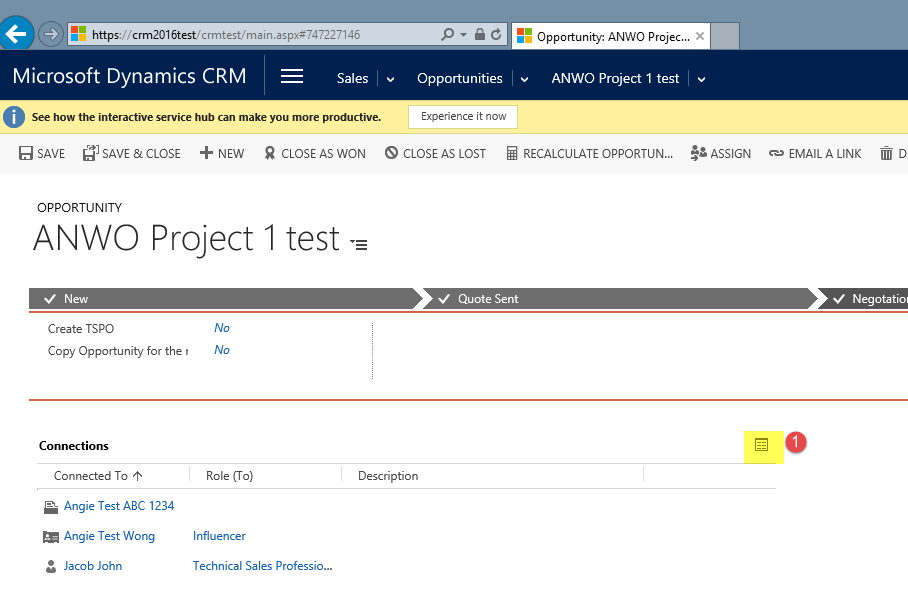 https://crm2016test/crmtest/main.aspx#747227146
Opportunity: ANWO Projec...
Microsoft Dynamics CRM
Sales
Opportunities
ANWO Project 1 test
See how the interactive service hub can make you more productive.
Experience it now
SAVE
SAVE & CLOSE
NEW
CLOSE AS WON
CLOSE AS LOST
RECALCULATE OPPORTUN...
ASSIGN
EMAIL A LINK
D
OPPORTUNITY
ANWO Project 1 test
New
Quote Sent
Negotation
Create TSPO
No
Copy Opportunity for the r
No
Connections
1
Connected To
Role (To)
Description
Angie Test ABC 1234
Angie Test Wong
Influencer
Jacob John
Technical Sales Professio...